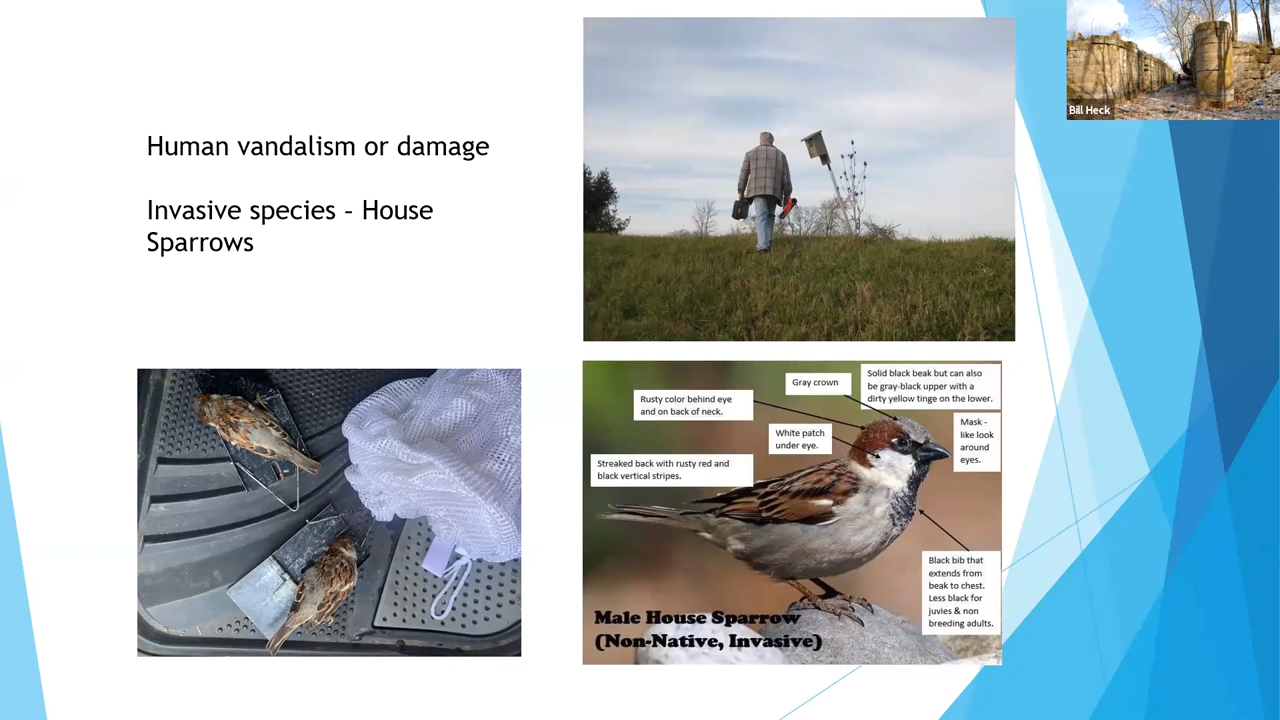 Human vandalism or damage
Invasive species – House
Sparrows
Bill Heck
Gray crown
Solid black beak but can also
be gray-black upper with a
dirty yellow tinge on the lower.
Rusty color behind eye
and on back of neck.
White patch
under eye.
Mask -
like look
around
eyes.
Streaked back with rusty red and
black vertical stripes.
Black bib that
extends from
beak to chest.
Less black for
juvies & non
breeding adults.
Male House Sparrow
(Non-Native, Invasive)